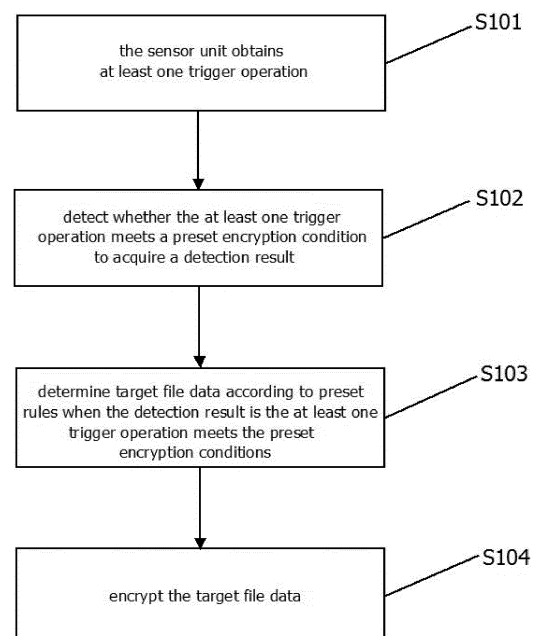 the sensor unit obtains
at least one trigger operation
S101
detect whether the at least one trigger
operation meets a preset encryption condition
to acquire a detection result
S102
determine target file data according to preset
rules when the detection result is the at least one
trigger operation meets the preset
encryption conditions
S103
encrypt the target file data
S104